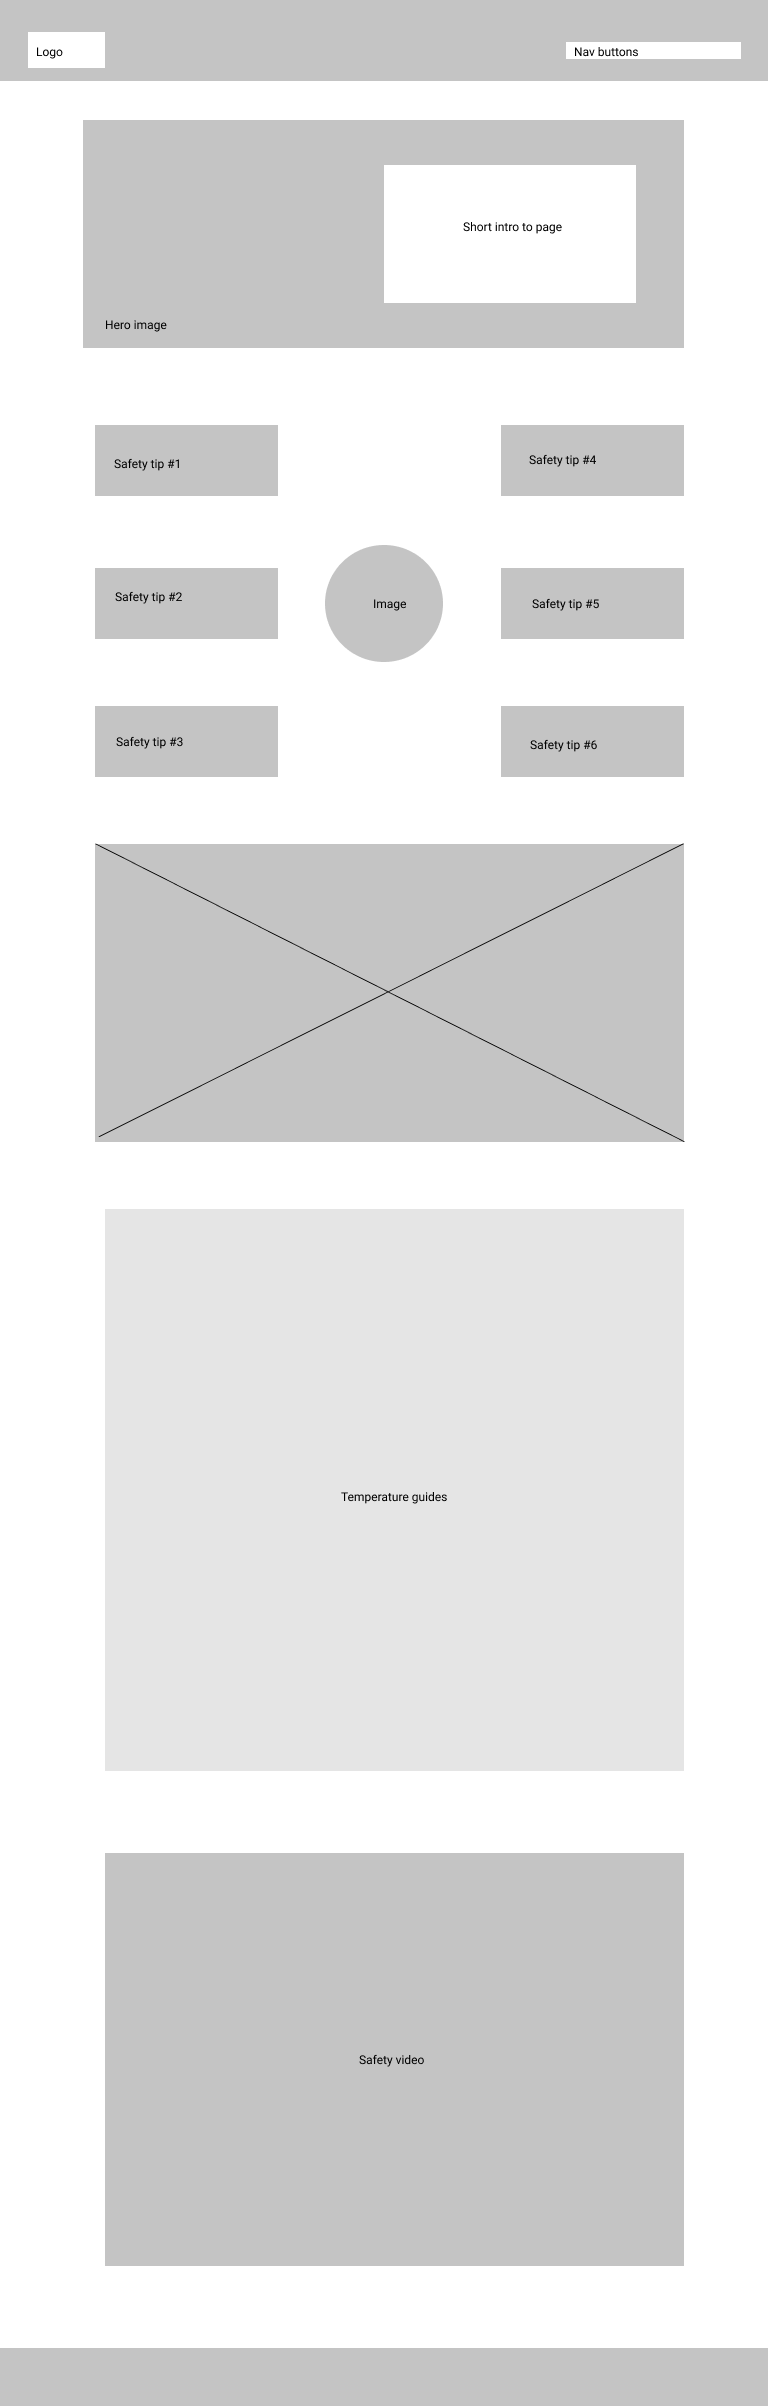 Logo
Nav buttons
Short intro to page
Hero image
Safety tip #1
Safety tip #4
Safety tip #2
Image
Safety tip #5
Safety tip #3
Safety tip #6
Temperature guides
Safety video